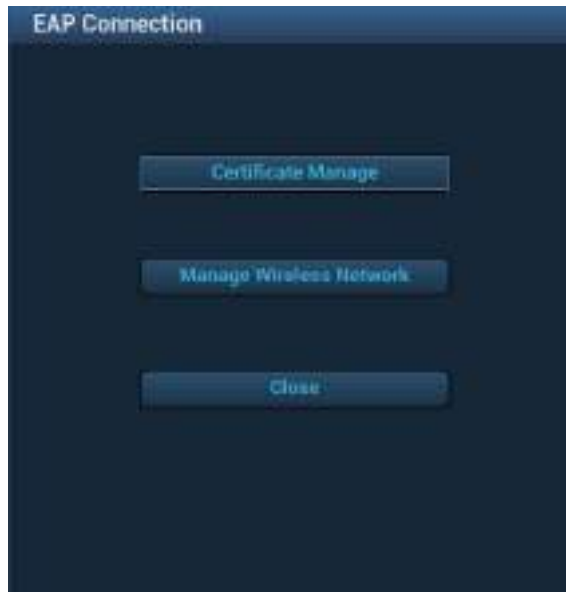 EAP Connection
Certificate Manage
Manage Wireless Network
Close